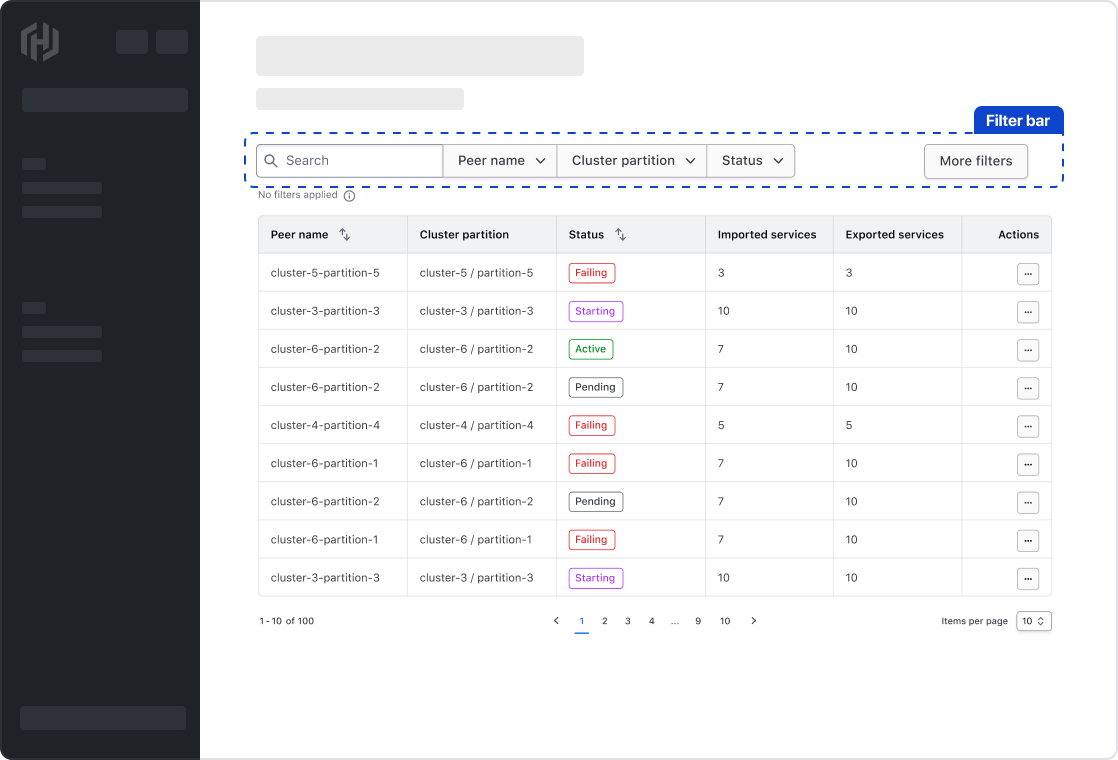 Filter bar
Search Peer name Cluster partition Status More filters
No filters applied
Peer name Cluster partition Status Imported services Exported services Actions
cluster-5-partition-5 cluster-5 / partition-5 Failing 3 3 ...
cluster-3-partition-3 cluster-3 / partition-3 Starting 10 10 ...
cluster-6-partition-2 cluster-6 / partition-2 Active 7 10 ...
cluster-6-partition-2 cluster-6 / partition-2 Pending 7 10 ...
cluster-4-partition-4 cluster-4 / partition-4 Failing 5 5 ...
cluster-6-partition-1 cluster-6 / partition-1 Failing 7 10 ...
cluster-6-partition-2 cluster-6 / partition-2 Pending 7 10 ...
cluster-6-partition-1 cluster-6 / partition-1 Failing 7 10 ...
cluster-3-partition-3 cluster-3 / partition-3 Starting 10 10 ...
1-10 of 100 1 2 3 4 ... 9 10 Items per page 10